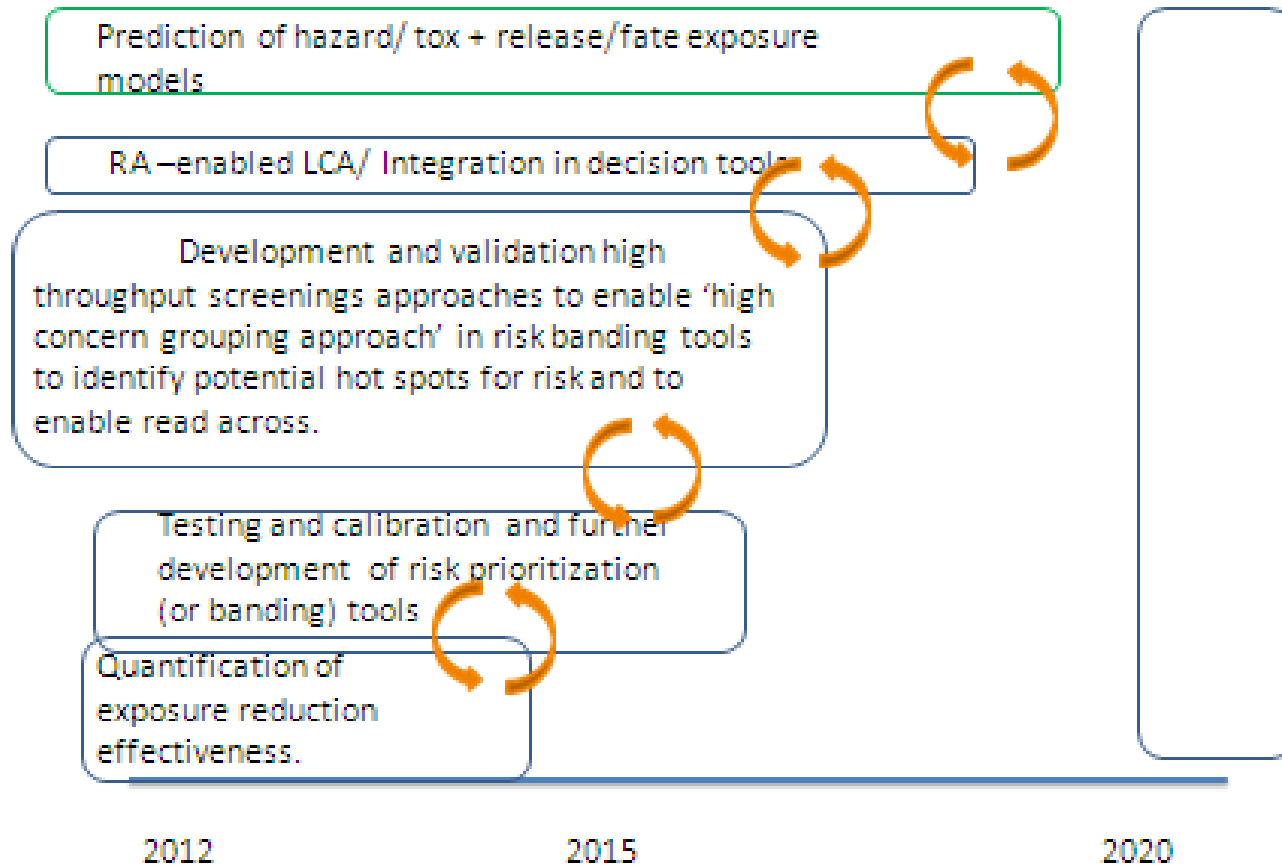 Prediction of hazard/ tox + release/fate exposure
models
RA –enabled LCA/ Integration in decision tools
Development and validation high
throughput screenings approaches to enable ‘high
concern grouping approach’ in risk banding tools
to identify potential hot spots for risk and to
enable read across.
Testing and calibration and further
development of risk prioritization
(or banding) tools
Quantification of
exposure reduction
effectiveness.
2012 2015 2020